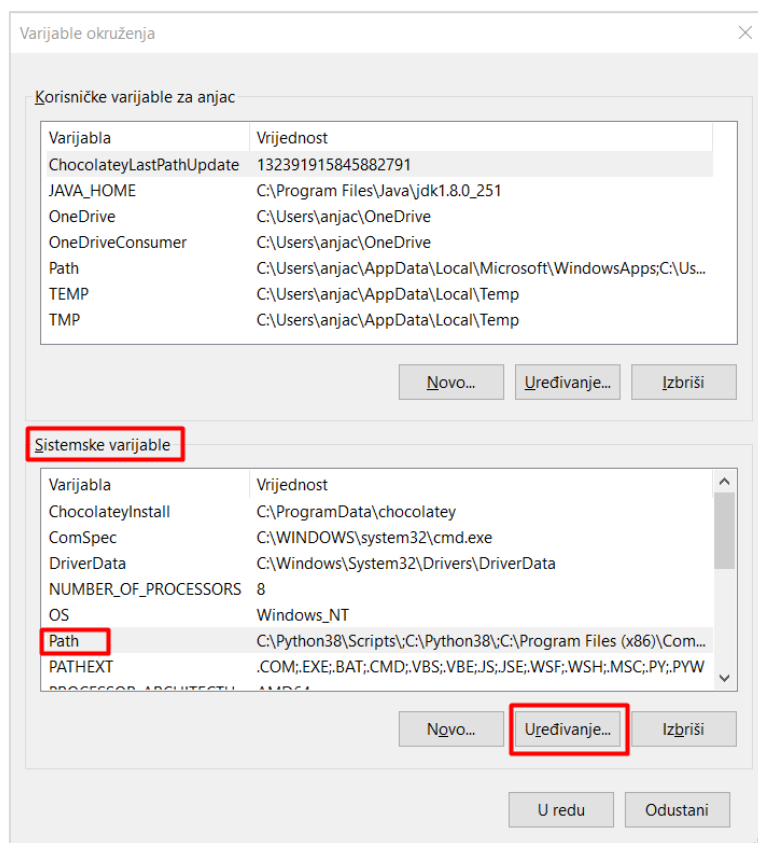 Varijable okruženja
Korisničke varijable za anjac
Varijabla Vrijednost
ChocolateyLastPathUpdate 132391915845882791
JAVA_HOME C:\Program Files\Java\jdk1.8.0_251
OneDrive C:\Users\anjac\OneDrive
OneDriveConsumer C:\Users\anjac\OneDrive
Path C:\Users\anjac\AppData\Local\Microsoft\WindowsApps;C:\Us...
TEMP C:\Users\anjac\AppData\Local\Temp
TMP C:\Users\anjac\AppData\Local\Temp
Novo... Uređivanje... Izbriši
Sistemske varijable
Varijabla Vrijednost
ChocolateyInstall C:\ProgramData\chocolatey
ComSpec C:\WINDOWS\system32\cmd.exe
DriverData C:\Windows\System32\Drivers\DriverData
NUMBER_OF_PROCESSORS 8
OS Windows_NT
Path C:\Python38\Scripts\;C:\Python38\;C:\Program Files (x86)\Com...
PATHEXT .COM;.EXE;.BAT;.CMD;.VBS;.VBE;.JS;.JSE;.WSF;.WSH;.MSC;.PY;.PYW
PROCESSOR_ARCHITECTU AMD64
Novo... Uređivanje... Izbriši
U redu Odustani